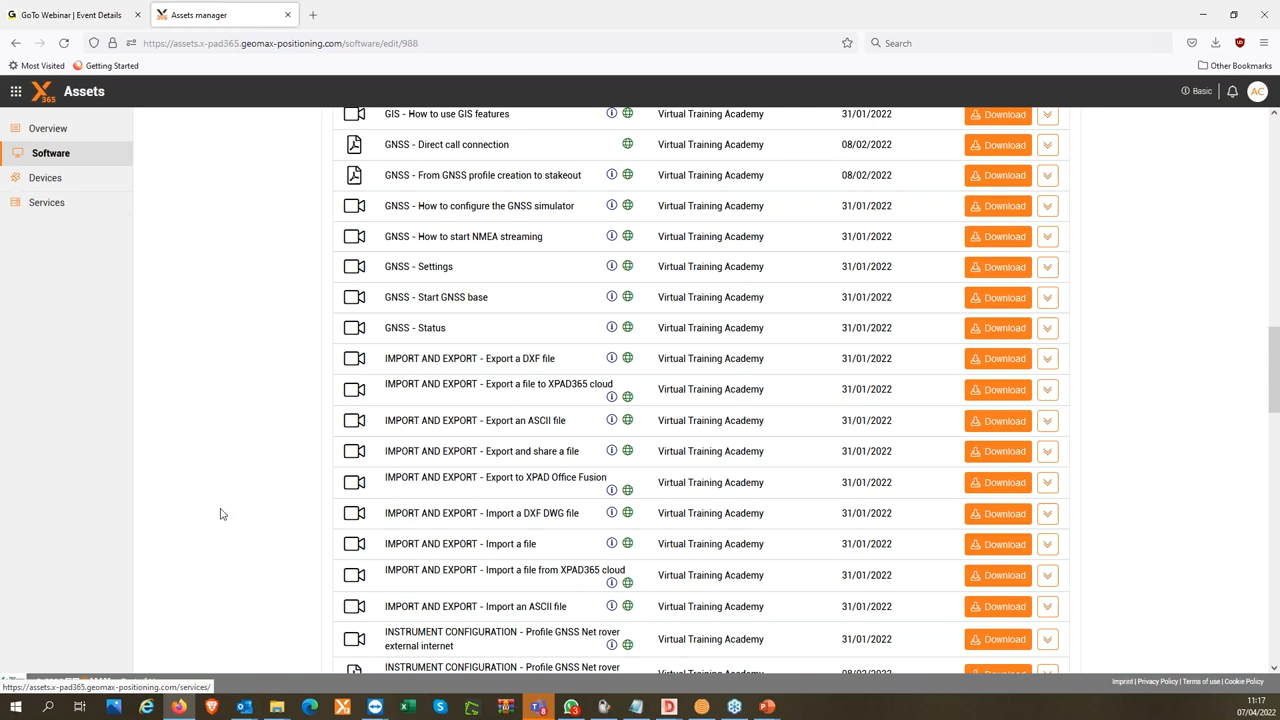 GoTo Webinar | Event Details
Assets manager
https://assets.x-pad365.geomax-positioning.com/software/edit/988
Search
Most Visited
Getting Started
Other Bookmarks
X 365
Assets
Basic
AC
Overview
Software
Devices
Services
GIS - How to use GIS features
Virtual Training Academy
31/01/2022
Download
GNSS - Direct call connection
Virtual Training Academy
08/02/2022
Download
GNSS - From GNSS profile creation to stakeout
Virtual Training Academy
08/02/2022
Download
GNSS - How to configure the GNSS simulator
Virtual Training Academy
31/01/2022
Download
GNSS - How to start NMEA streaming
Virtual Training Academy
31/01/2022
Download
GNSS - Settings
Virtual Training Academy
31/01/2022
Download
GNSS - Start GNSS base
Virtual Training Academy
31/01/2022
Download
GNSS - Status
Virtual Training Academy
31/01/2022
Download
IMPORT AND EXPORT - Export a DXF file
Virtual Training Academy
31/01/2022
Download
IMPORT AND EXPORT - Export a file to XPAD365 cloud
Virtual Training Academy
31/01/2022
Download
IMPORT AND EXPORT - Export an ASCII file
Virtual Training Academy
31/01/2022
Download
IMPORT AND EXPORT - Export and share a file
Virtual Training Academy
31/01/2022
Download
IMPORT AND EXPORT - Export to XPAD Office Fusion
Virtual Training Academy
31/01/2022
Download
IMPORT AND EXPORT - Import a DXF DWG file
Virtual Training Academy
31/01/2022
Download
IMPORT AND EXPORT - Import a file
Virtual Training Academy
31/01/2022
Download
IMPORT AND EXPORT - Import a file from XPAD365 cloud
Virtual Training Academy
31/01/2022
Download
IMPORT AND EXPORT - Import an ASCII file
Virtual Training Academy
31/01/2022
Download
INSTRUMENT CONFIGURATION - Profile GNSS Net rover
external internet
Virtual Training Academy
31/01/2022
Download
INSTRUMENT CONFIGURATION - Profile GNSS Net rover
https://assets.x-pad365.geomax-positioning.com/services/
Imprint | Privacy Policy | Terms of use | Cookie Policy
11:17
07/04/2022